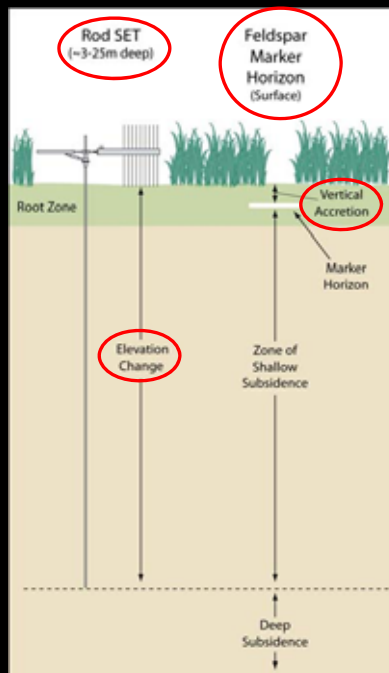 Rod SET
(~3-25m deep)
Feldspar
Marker
Horizon
(Surface)
Root Zone
Vertical
Accretion
Marker
Horizon
Elevation
Change
Zone of
Shallow
Subsidence
Deep
Subsidence